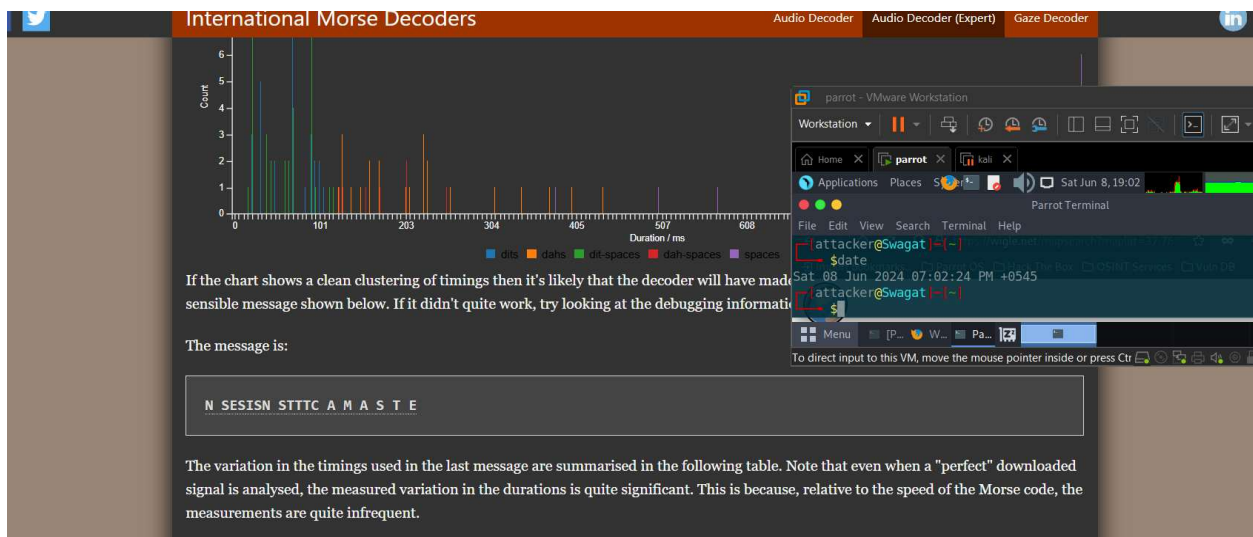 International Morse Decoders
Audio Decoder Audio Decoder (Expert) Gaze Decoder
in
Count
6
5
4
3
2
1
0
0 101 203 304 405 507 608
Duration / ms
dits dahs dit-spaces dah-spaces spaces
If the chart shows a clean clustering of timings then it's likely that the decoder will have
sensible message shown below. If it didn't quite work, try looking at the debugging
The message is:
N SESISN STTTC A M A S T E
The variation in the timings used in the last message are summarised in the following table. Note that even when a "perfect" downloaded
signal is analysed, the measured variation in the durations is quite significant. This is because, relative to the speed of the Morse code, the
measurements are quite infrequent.
parrot - VMware Workstation
Workstation
Home parrot kali
Applications Places Sat Jun 8, 19:02
Parrot Terminal
File Edit View Search Terminal Help
[attacker@Swagat]-[~]
$date
Sat 08 Jun 2024 07:02:24 PM +0545
[attacker@Swagat]-[~]
$
Menu [P... W... Pa...
To direct input to this VM, move the mouse pointer inside or press Ctr